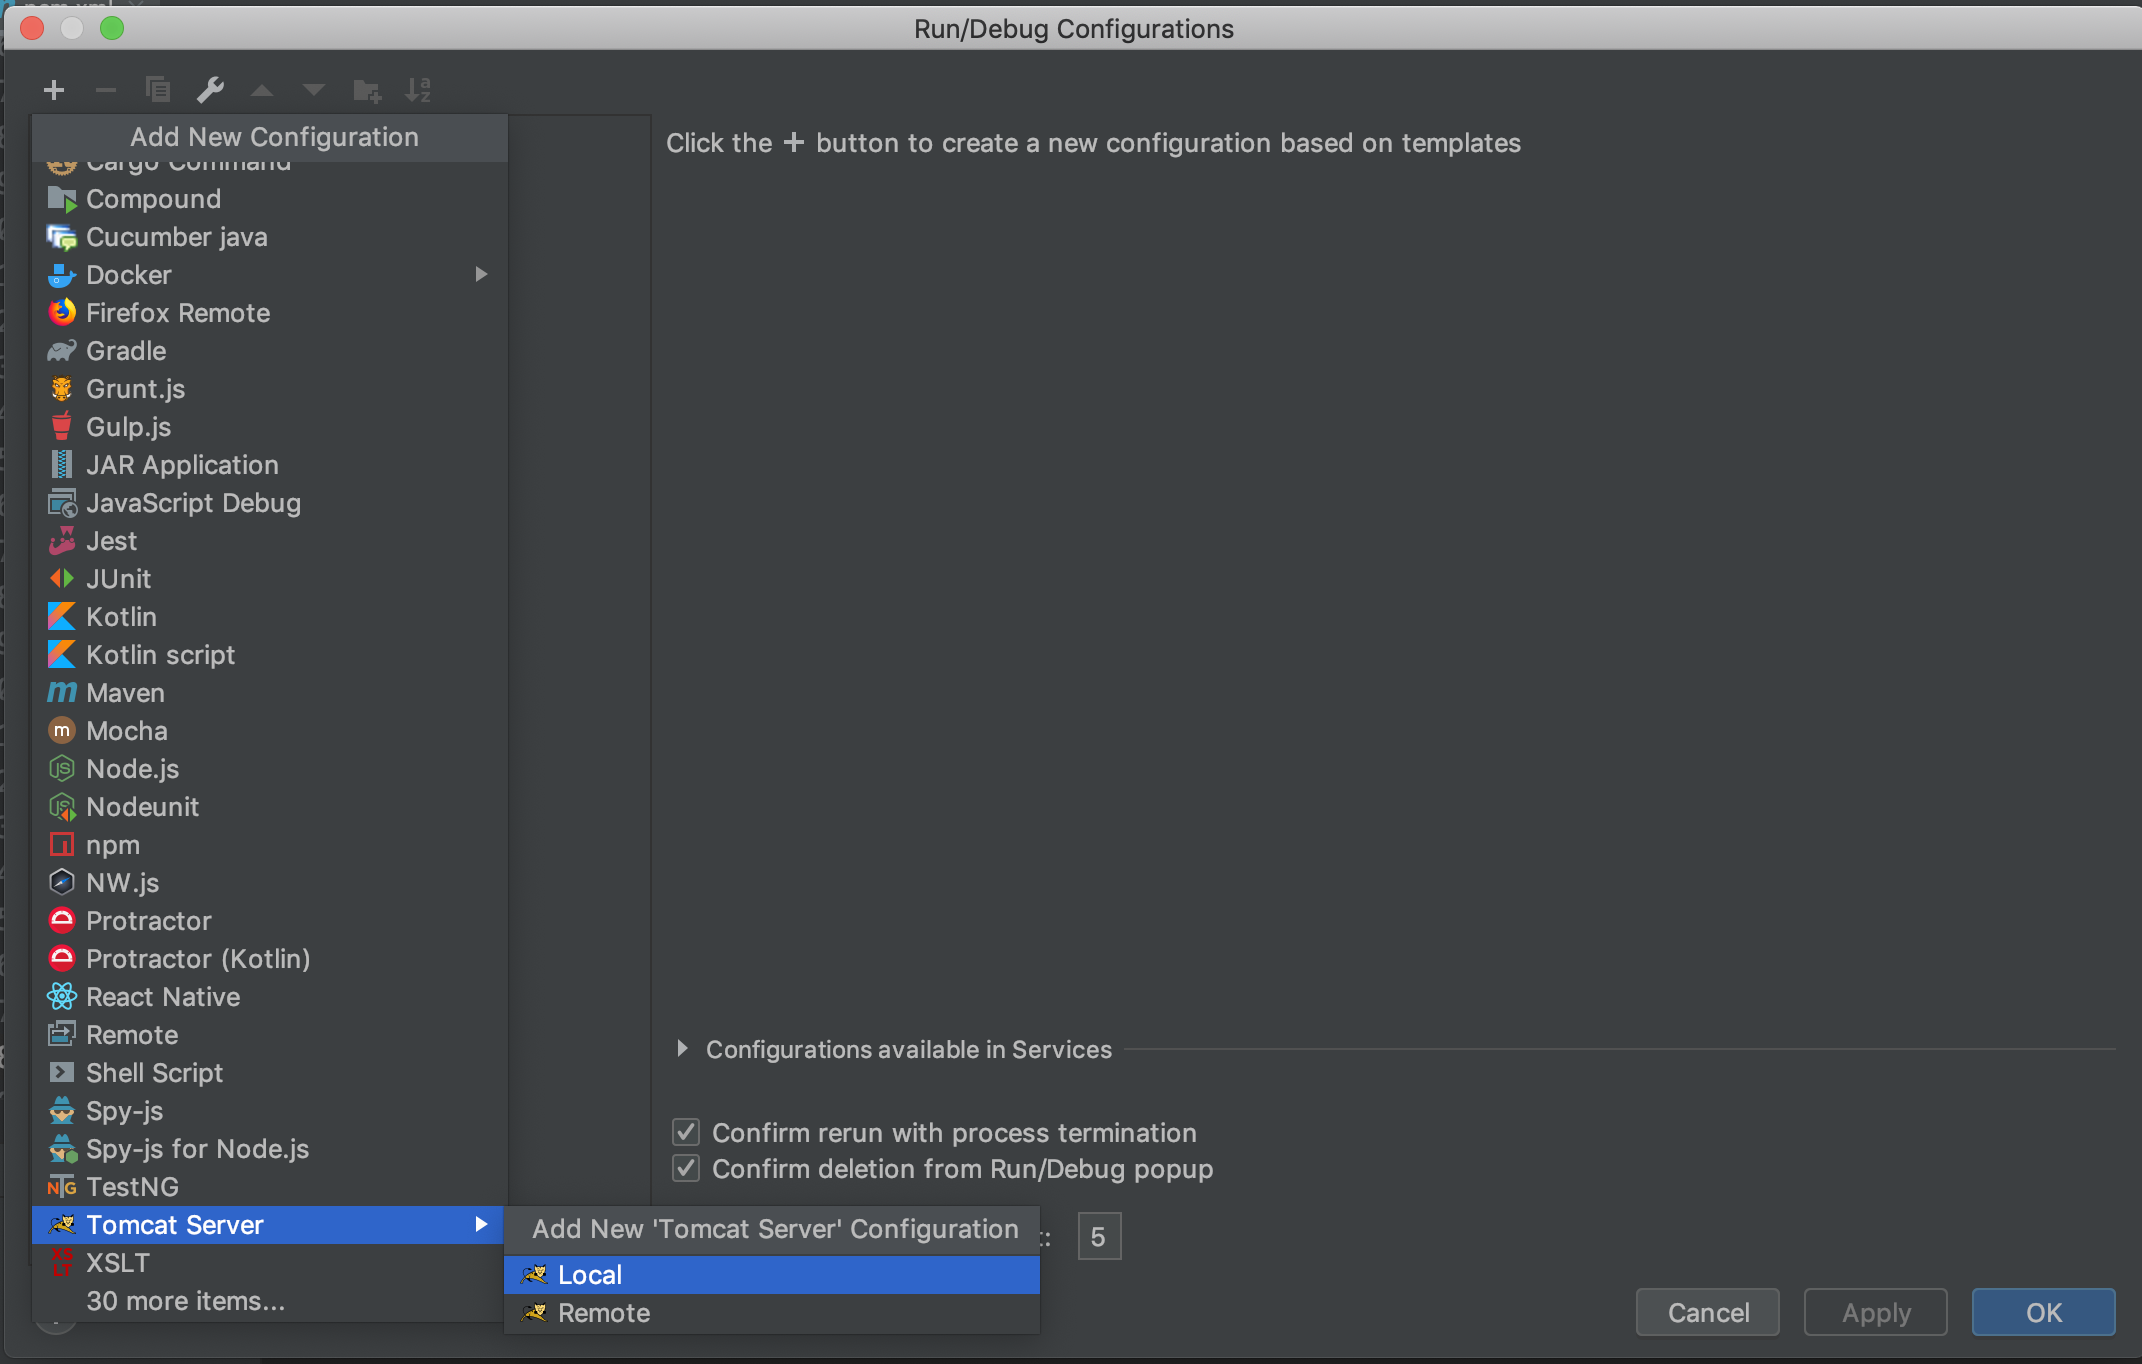 Run/Debug Configurations
Add New Configuration
Click the + button to create a new configuration based on templates
Cargo Command
Compound
Cucumber java
Docker
Firefox Remote
Gradle
Grunt.js
Gulp.js
JAR Application
JavaScript Debug
Jest
JUnit
Kotlin
Kotlin script
Maven
Mocha
Node.js
Nodeunit
npm
NW.js
Protractor
Protractor (Kotlin)
React Native
Remote
Shell Script
Spy-js
Spy-js for Node.js
TestNG
Tomcat Server
XSLT
30 more items...
Configurations available in Services
Confirm rerun with process termination
Confirm deletion from Run/Debug popup
Add New 'Tomcat Server' Configuration
5
Local
Remote
Cancel
Apply
OK